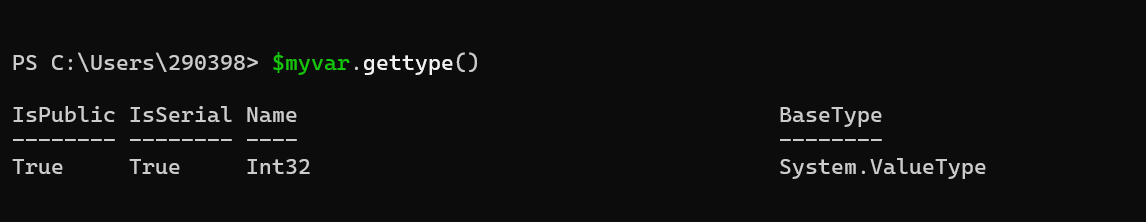 PS C:\Users\290398> $myvar.gettype()
IsPublic IsSerial Name                                     BaseType
-------- -------- ----                                     --------
True     True     Int32                                    System.ValueType